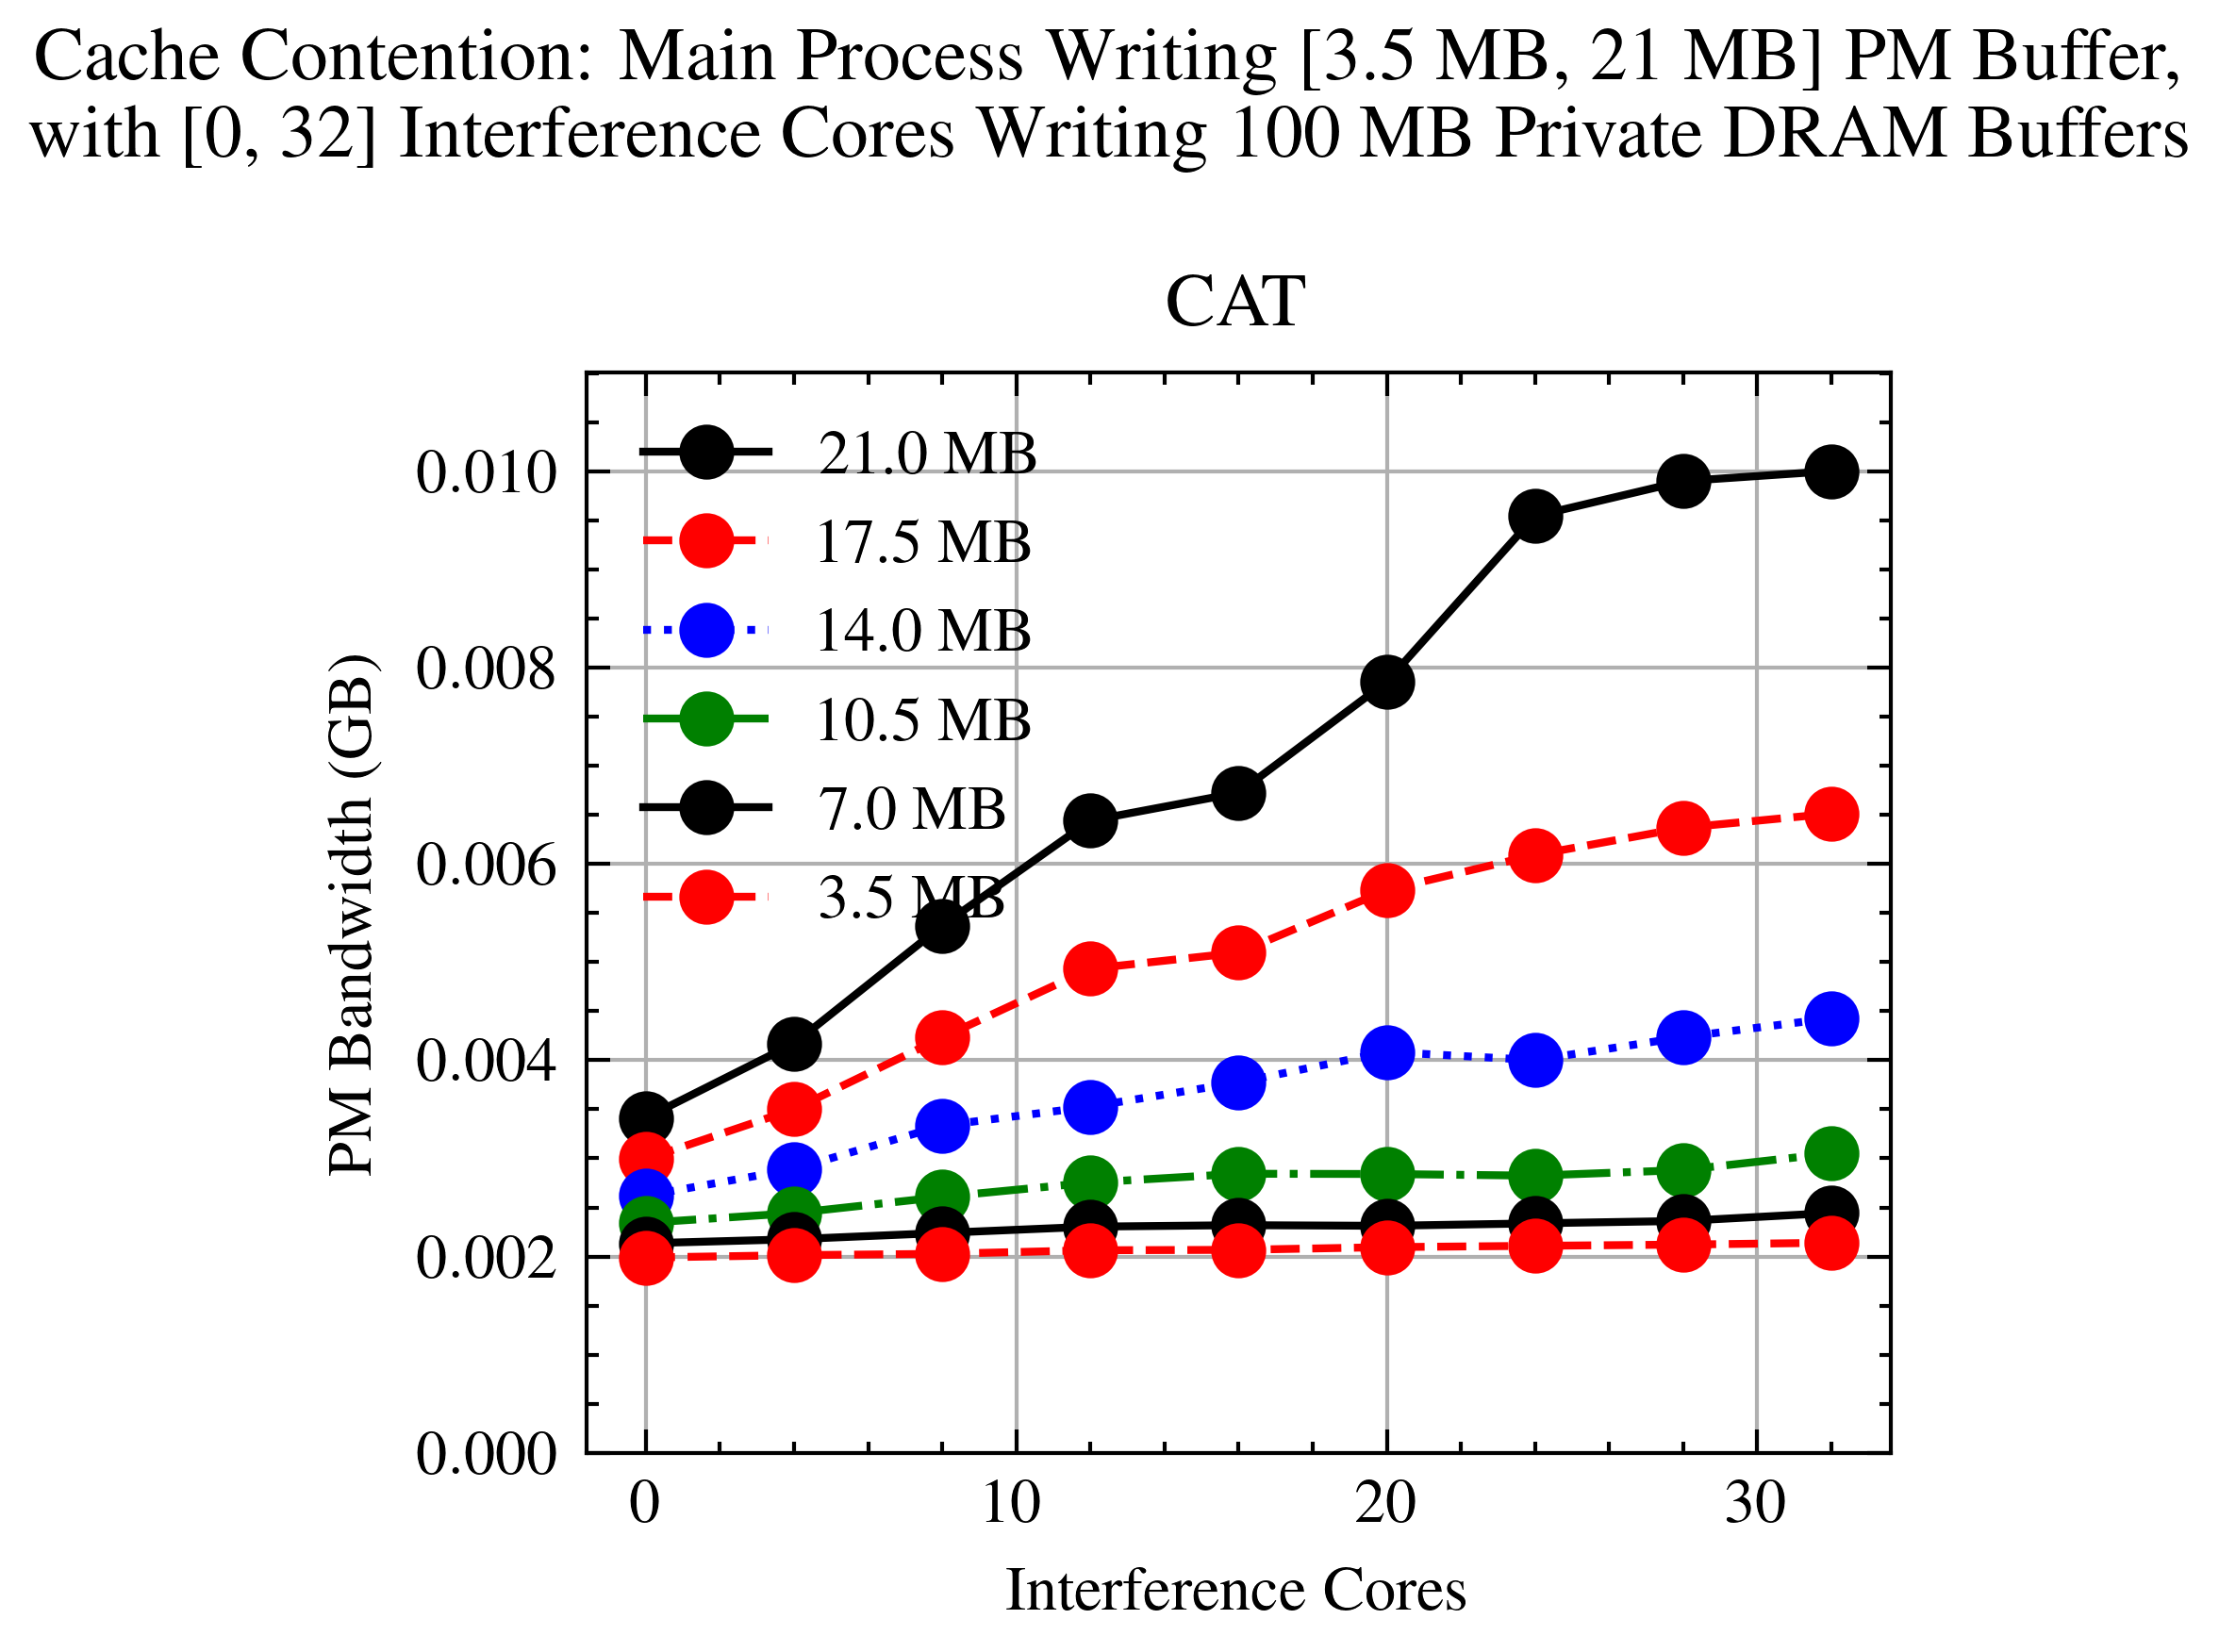 Cache Contention: Main Process Writing [3.5 MB, 21 MB] PM Buffer,
with [0, 32] Interference Cores Writing 100 MB Private DRAM Buffers
CAT
21.0 MB
17.5 MB
14.0 MB
10.5 MB
7.0 MB
3.5 MB
PM Bandwidth (GB)
0.010
0.008
0.006
0.004
0.002
0.000
0 10 20 30
Interference Cores